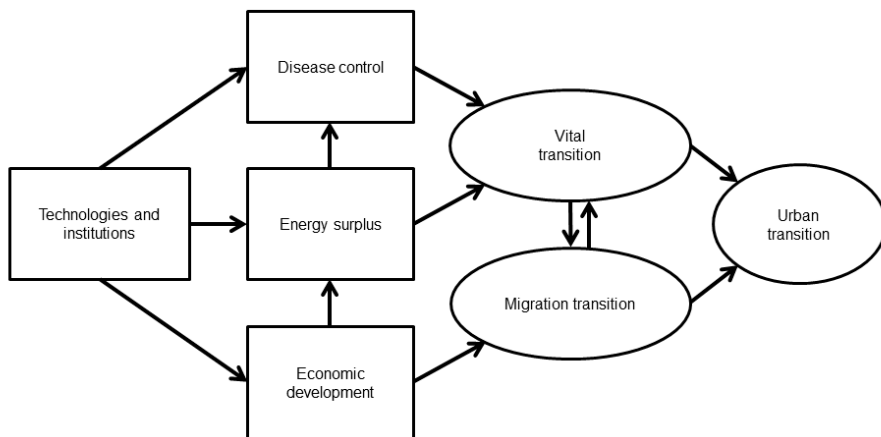 Disease control
Vital
transition
Technologies and
institutions
Energy surplus
Urban
transition
Migration transition
Economic
development